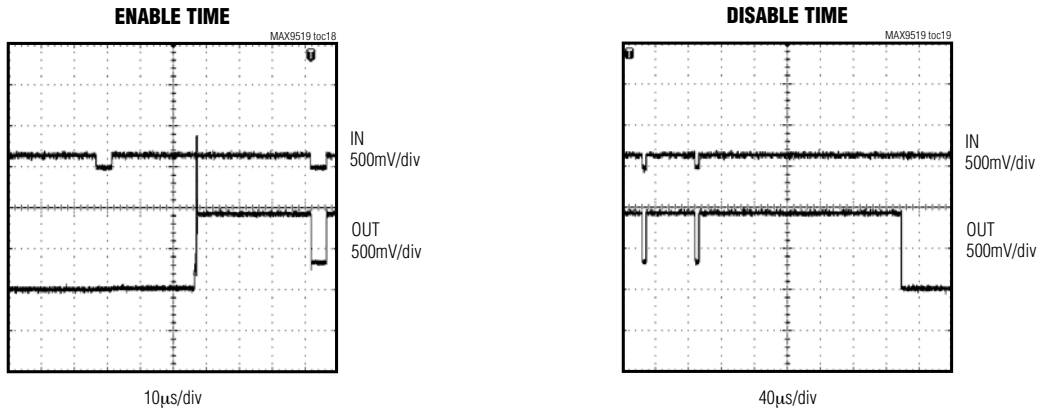 ENABLE TIME
MAX9519 toc18
T
IN
500mV/div
OUT
500mV/div
10µs/div
DISABLE TIME
MAX9519 toc19
T
IN
500mV/div
OUT
500mV/div
40µs/div